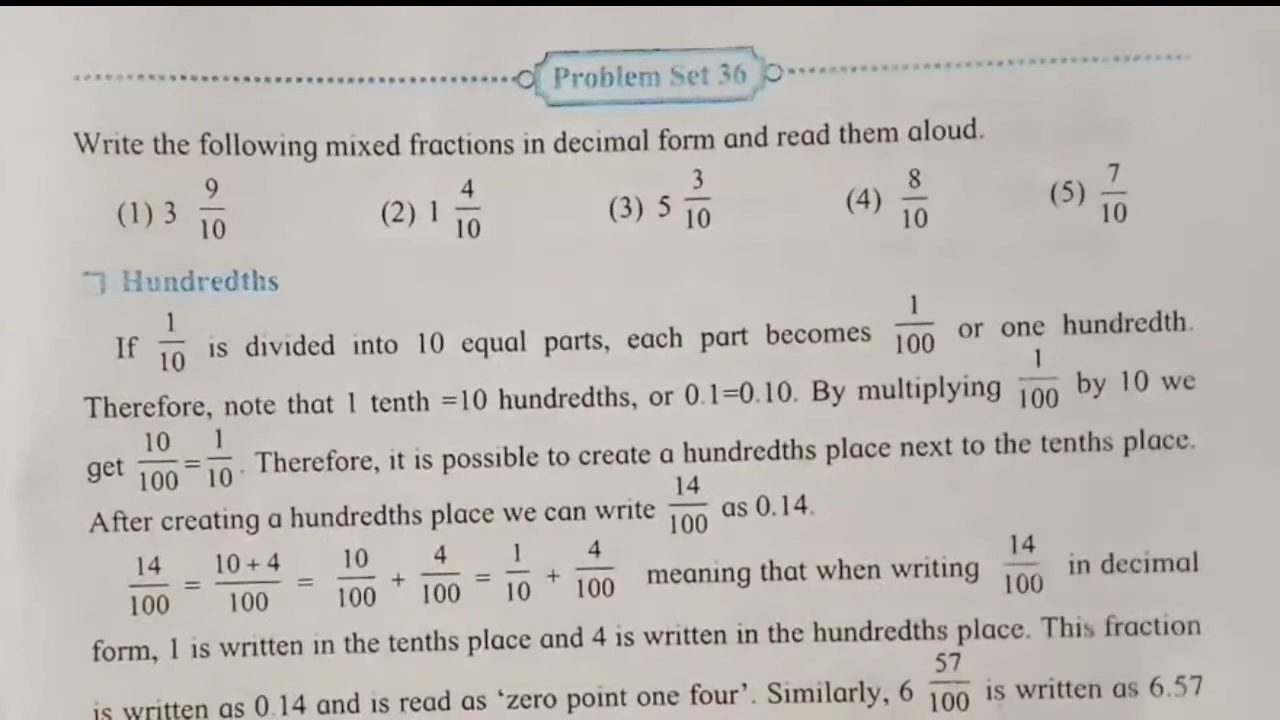 Problem Set 36
Write the following mixed fractions in decimal form and read them aloud.
(1) 3 9/10 (2) 1 4/10 (3) 5 3/10 (4) 8/10 (5) 7/10
Hundredths
If 1/10 is divided into 10 equal parts, each part becomes 1/100 or one hundredth.
Therefore, note that 1 tenth =10 hundredths, or 0.1=0.10. By multiplying 1/100 by 10 we
get 10/100 = 1/10 . Therefore, it is possible to create a hundredths place next to the tenths place.
After creating a hundredths place we can write 14/100 as 0.14.
14/100 = 10 + 4/100 = 10/100 + 4/100 = 1/10 + 4/100 meaning that when writing 14/100 in decimal
form, 1 is written in the tenths place and 4 is written in the hundredths place. This fraction
is written as 0.14 and is read as ‘zero point one four’. Similarly, 6 57/100 is written as 6.57